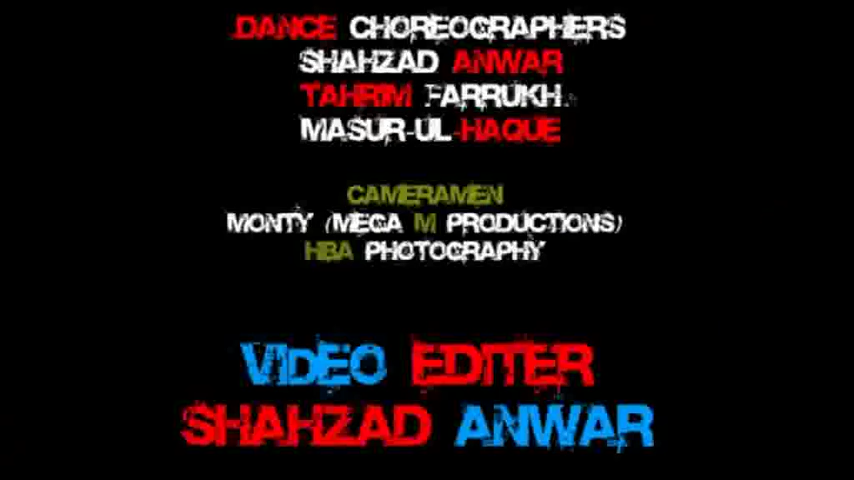 DANCE CHOREOGRAPHERS
SHAHZAD ANWAR
TAHRIM FARRUKH.
MASUR-UL-HAQUE
CAMERAMEN
MONTY (MEGA M PRODUCTIONS)
HBA PHOTOGRAPHY
VIDEO EDITER
SHAHZAD ANWAR